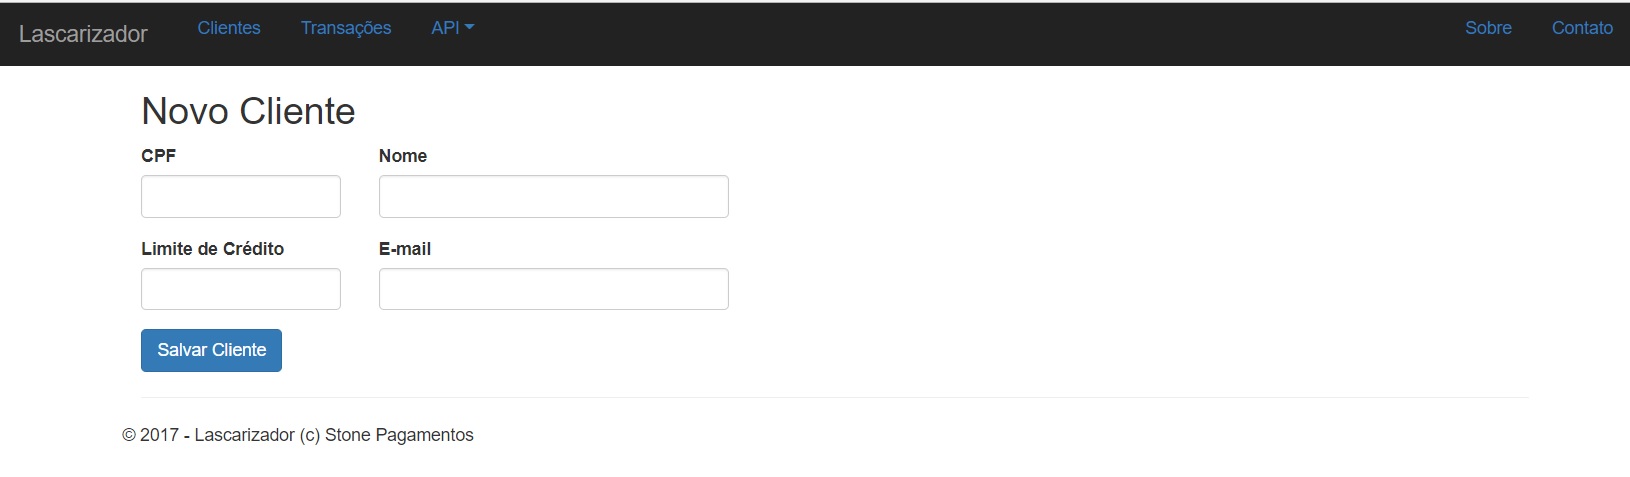 Lascarizador Clientes Transações API Sobre Contato
Novo Cliente
CPF Nome
Limite de Crédito E-mail
Salvar Cliente
© 2017 - Lascarizador (c) Stone Pagamentos